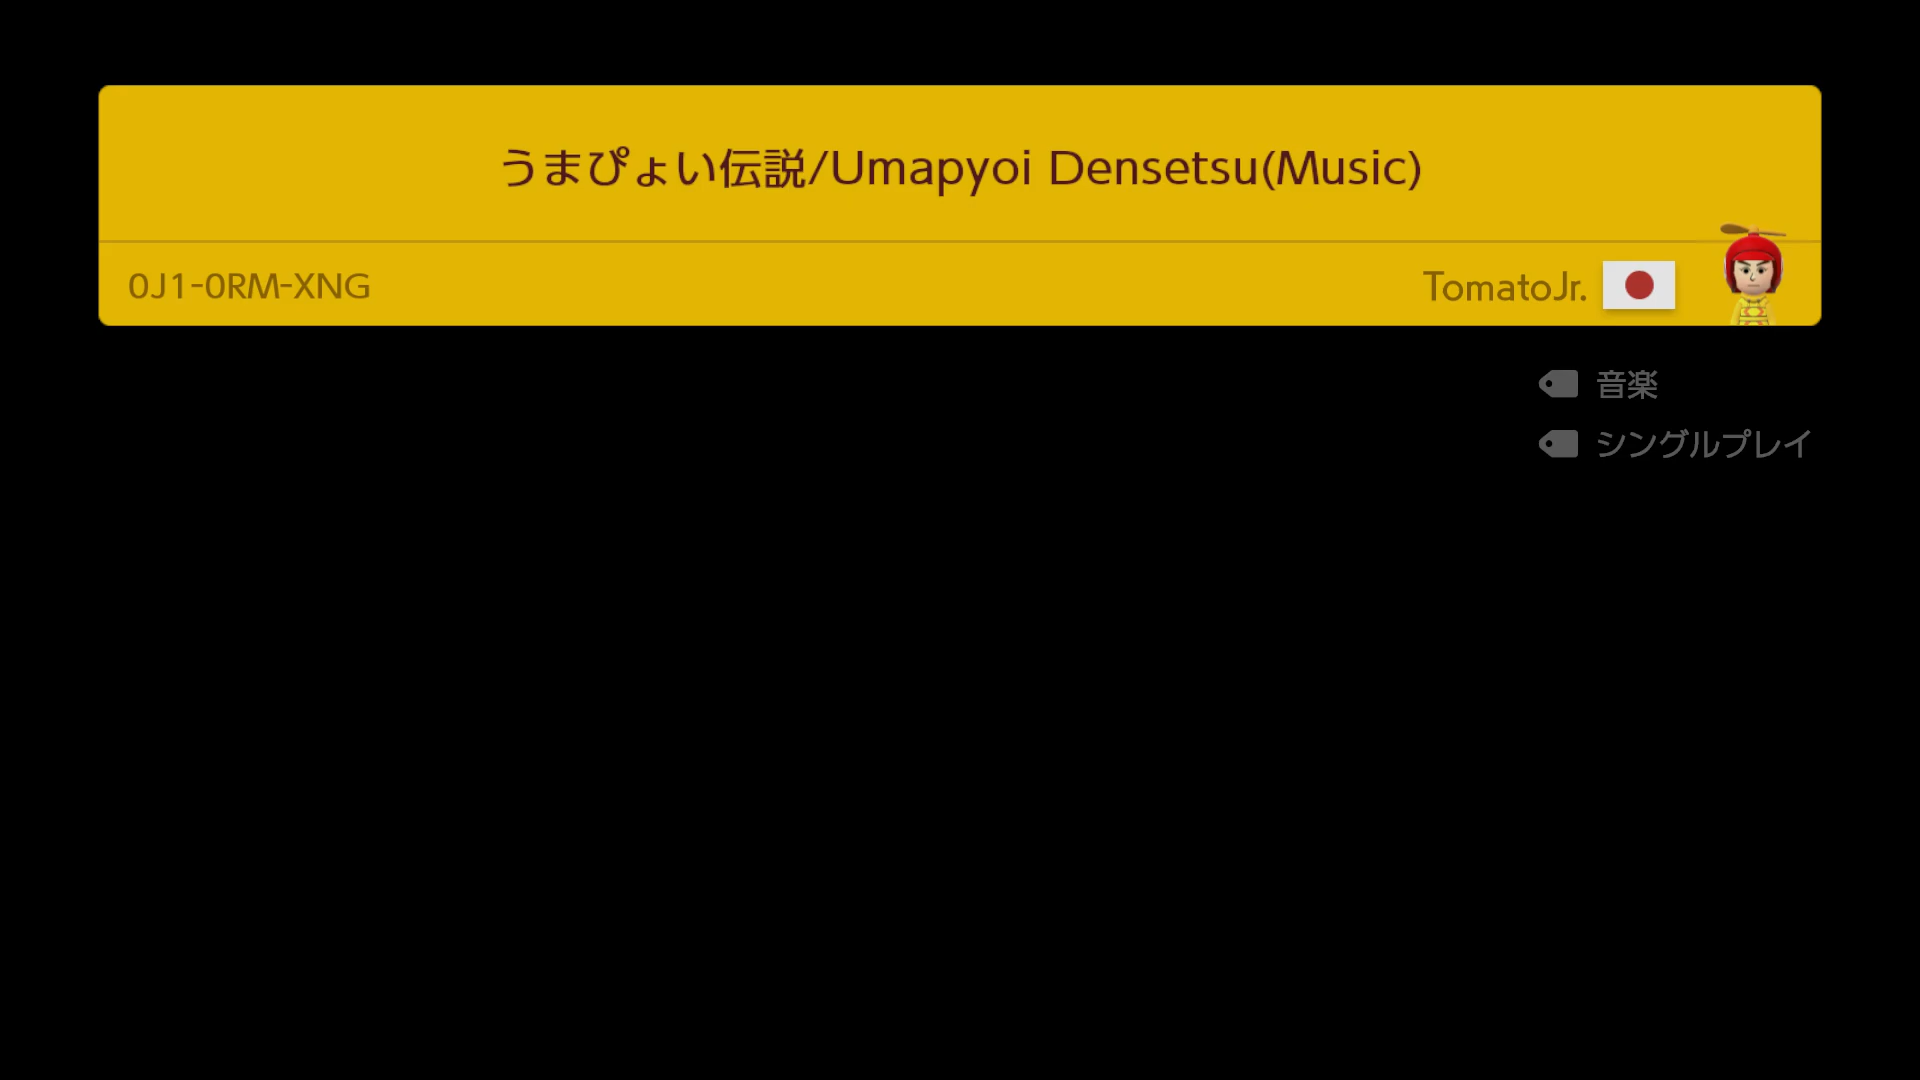 うまぴょい伝説/Umapyoi Densetsu(Music)
0J1-0RM-XNG
TomatoJr.
音楽
シングルプレイ